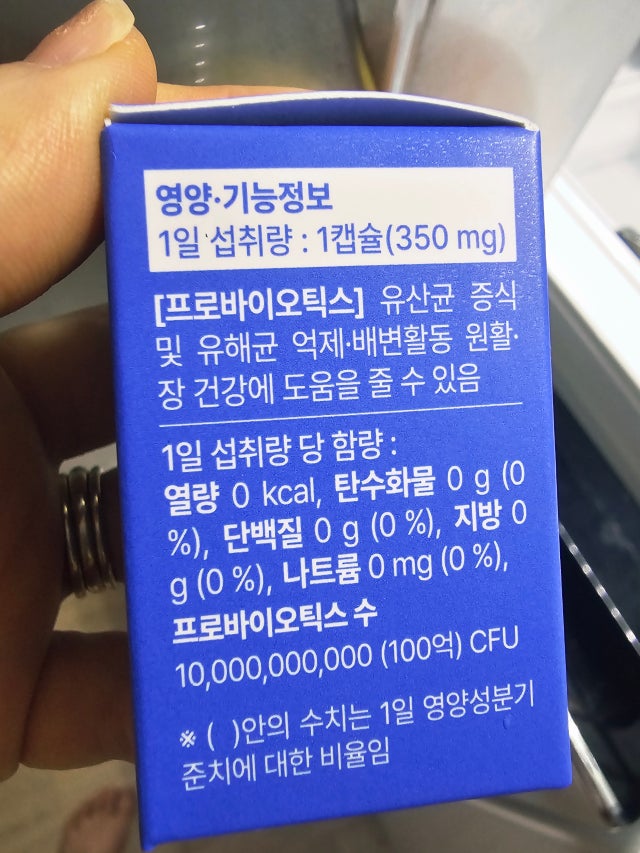 영양·기능정보
1일 섭취량 : 1캡슐(350 mg)
[프로바이오틱스] 유산균 증식
및 유해균 억제·배변활동 원활·
장 건강에 도움을 줄 수 있음
1일 섭취량 당 함량 :
열량 0 kcal, 탄수화물 0 g (0
%), 단백질 0 g (0 %), 지방 0
g (0 %), 나트륨 0 mg (0 %),
프로바이오틱스 수
10,000,000,000 (100억) CFU
※ ( )안의 수치는 1일 영양성분기
준치에 대한 비율임